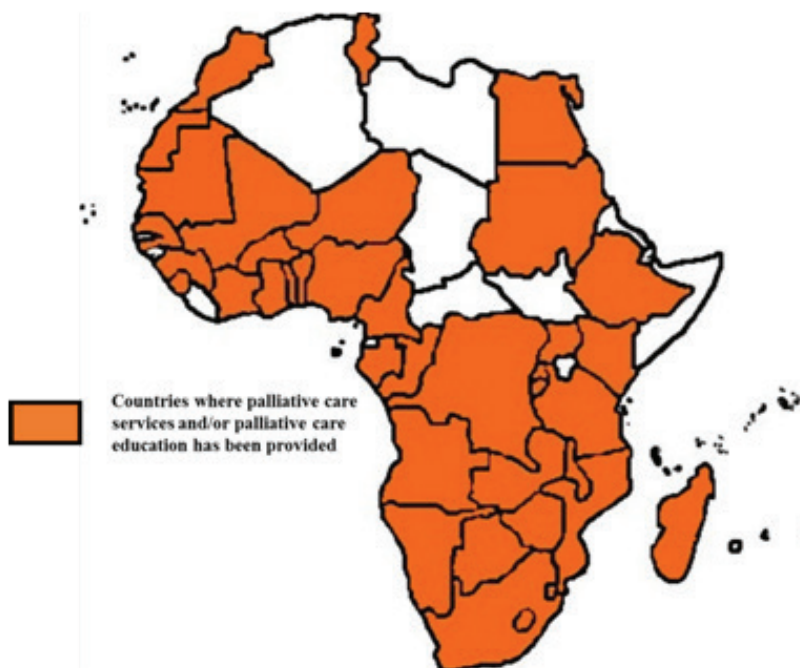 Countries where palliative care
services and/or palliative care
education has been provided